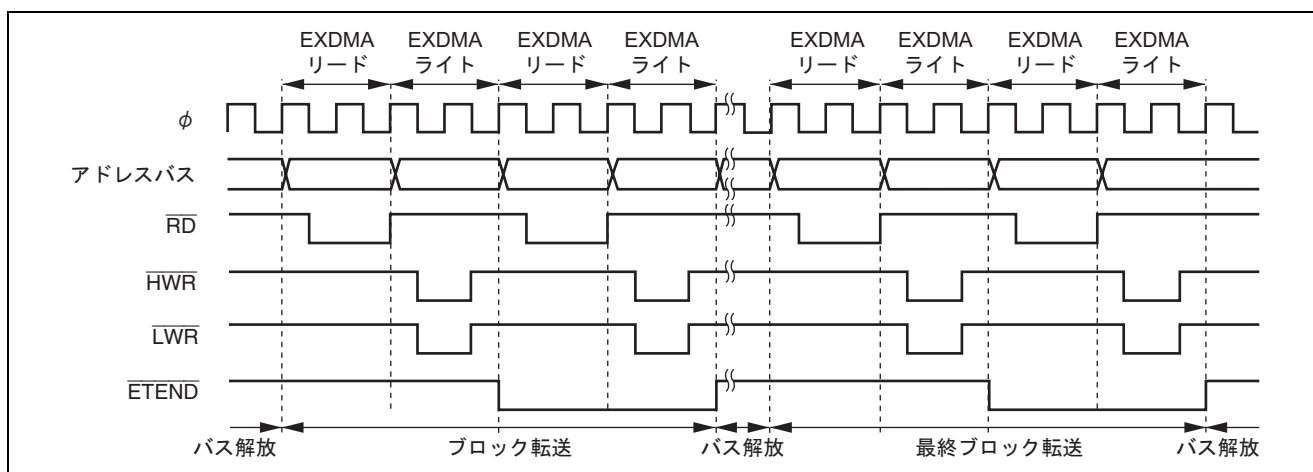 EXDMA EXDMA EXDMA EXDMA EXDMA EXDMA EXDMA EXDMA
リード ライト リード ライト リード ライト リード ライト
φ
アドレスバス
RD
HWR
LWR
ETEND
バス解放 ブロック転送 バス解放 最終ブロック転送 バス解放